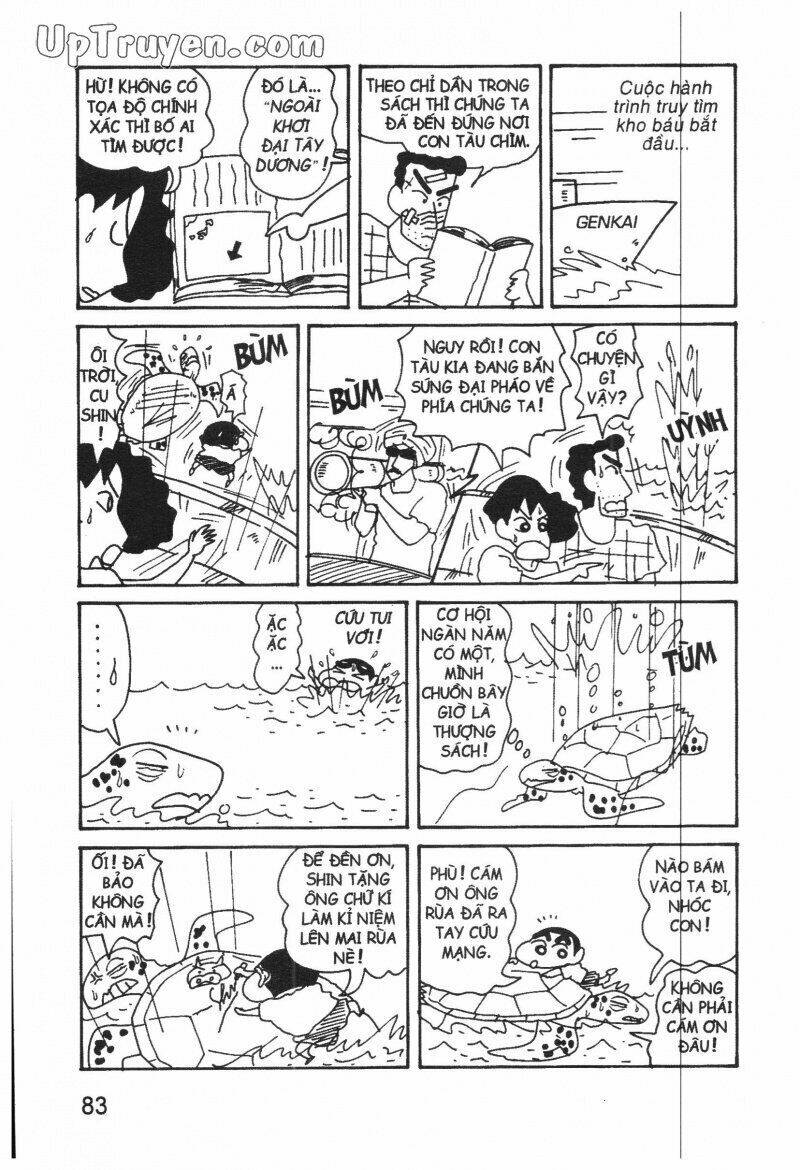 UpTruyen.com
Cuộc hành
trình truy tìm
kho báu bắt
đầu...
GENKAI
THEO CHỈ DẪN TRONG
SÁCH THÌ CHÚNG TA
ĐÃ ĐẾN ĐÚNG NƠI
CON TÀU CHÌM.
ĐÓ LÀ...
"NGOÀI
KHƠI
ĐẠI TÂY
DƯƠNG"!
HỪ! KHÔNG CÓ
TỌA ĐỘ CHÍNH
XÁC THÌ BỐ AI
TÌM ĐƯỢC!
UỲNH
CÓ
CHUYỆN
GÌ
VẬY?
NGUY RỒI! CON
TÀU KIA ĐANG BẮN
SÚNG ĐẠI PHÁO VỀ
PHÍA CHÚNG TA!
BÙM
BÙM
Á
ÔI
TRỜI
CU
SHIN!
TÙM
CƠ HỘI
NGÀN NĂM
CÓ MỘT,
MÌNH
CHUỒN BÂY
GIỜ LÀ
THƯỢNG
SÁCH!
CỨU TUI
VỚI!
ẶC
ẶC
...
......
NÀO BÁM
VÀO TA ĐI,
NHÓC
CON!
KHÔNG
CẦN PHẢI
CÁM ƠN
ĐÂU!
PHÙ! CÁM
ƠN ÔNG
RÙA ĐÃ RA
TAY CỨU
MẠNG.
ĐỂ ĐỀN ƠN,
SHIN TẶNG
ÔNG CHỮ KÍ
LÀM KỈ NIỆM
LÊN MAI RÙA
NÈ!
ỐI! ĐÃ
BẢO
KHÔNG
CẦN MÀ!
83